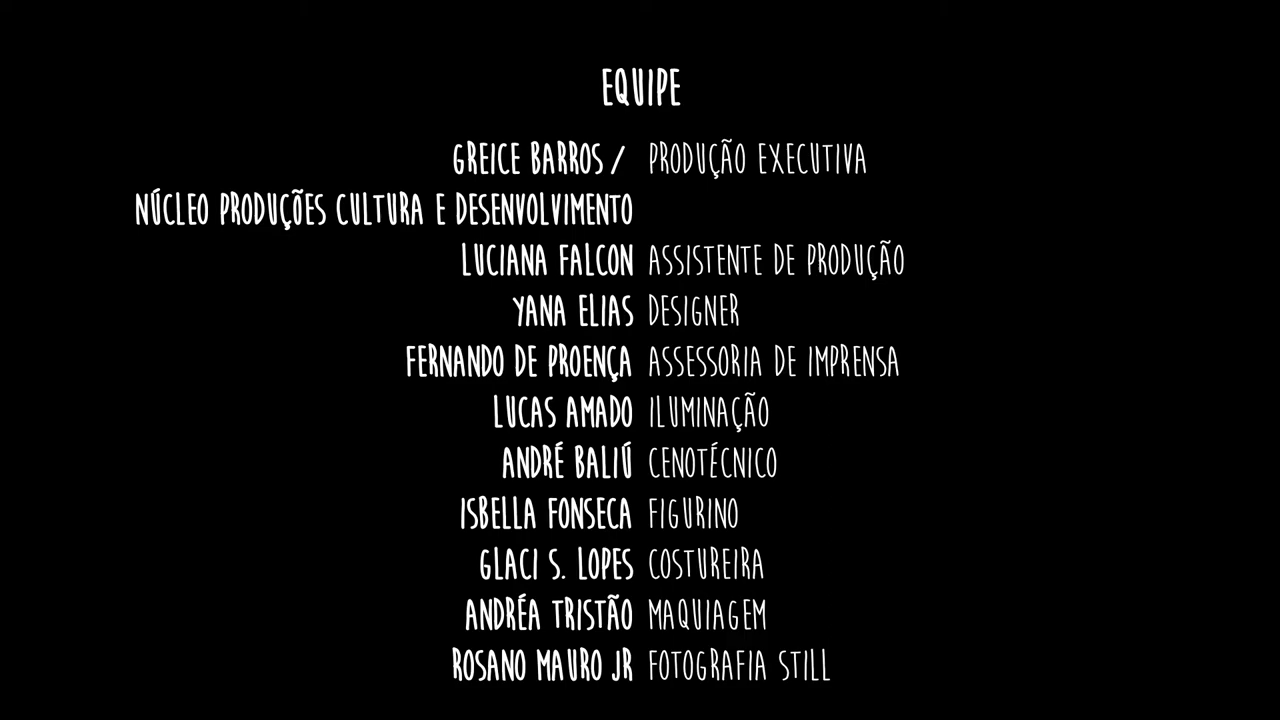 EQUIPE
GREICE BARROS / PRODUÇÃO EXECUTIVA
NÚCLEO PRODUÇÕES CULTURA E DESENVOLVIMENTO
LUCIANA FALCON ASSISTENTE DE PRODUÇÃO
YANA ELIAS DESIGNER
FERNANDO DE PROENÇA ASSESSORIA DE IMPRENSA
LUCAS AMADO ILUMINAÇÃO
ANDRÉ BALIÚ CENOTÉCNICO
ISBELLA FONSECA FIGURINO
GLACI S. LOPES COSTUREIRA
ANDRÉA TRISTÃO MAQUIAGEM
ROSANO MAURO JR FOTOGRAFIA STILL